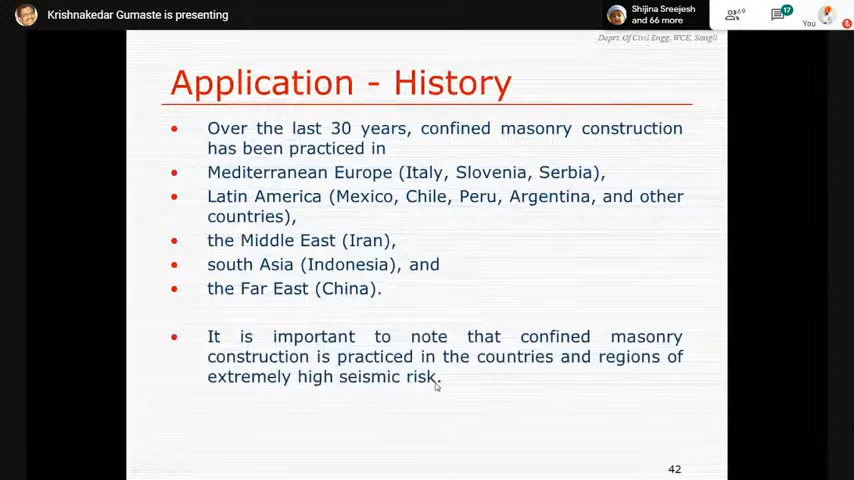 Krishnakedar Gumaste is presenting
Shijina Sreejesh
and 66 more
69
17
You
Deprt. Of Civil Engg, WCE, Sangli
Application - History
• Over the last 30 years, confined masonry construction
has been practiced in
• Mediterranean Europe (Italy, Slovenia, Serbia),
• Latin America (Mexico, Chile, Peru, Argentina, and other
countries),
• the Middle East (Iran),
• south Asia (Indonesia), and
• the Far East (China).
• It is important to note that confined masonry
construction is practiced in the countries and regions of
extremely high seismic risk.
42